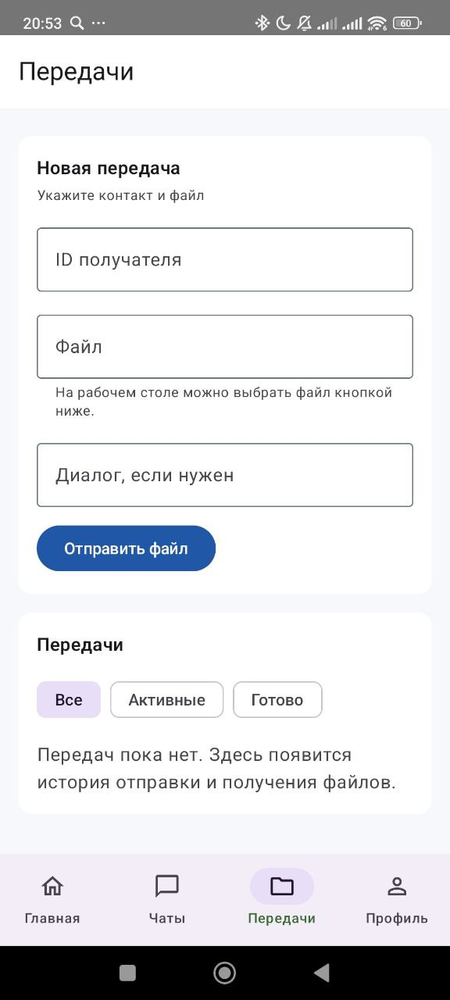 20:53
60
Передачи
Новая передача
Укажите контакт и файл
ID получателя
Файл
На рабочем столе можно выбрать файл кнопкой
ниже.
Диалог, если нужен
Отправить файл
Передачи
Все Активные Готово
Передач пока нет. Здесь появится
история отправки и получения файлов.
Главная Чаты Передачи Профиль